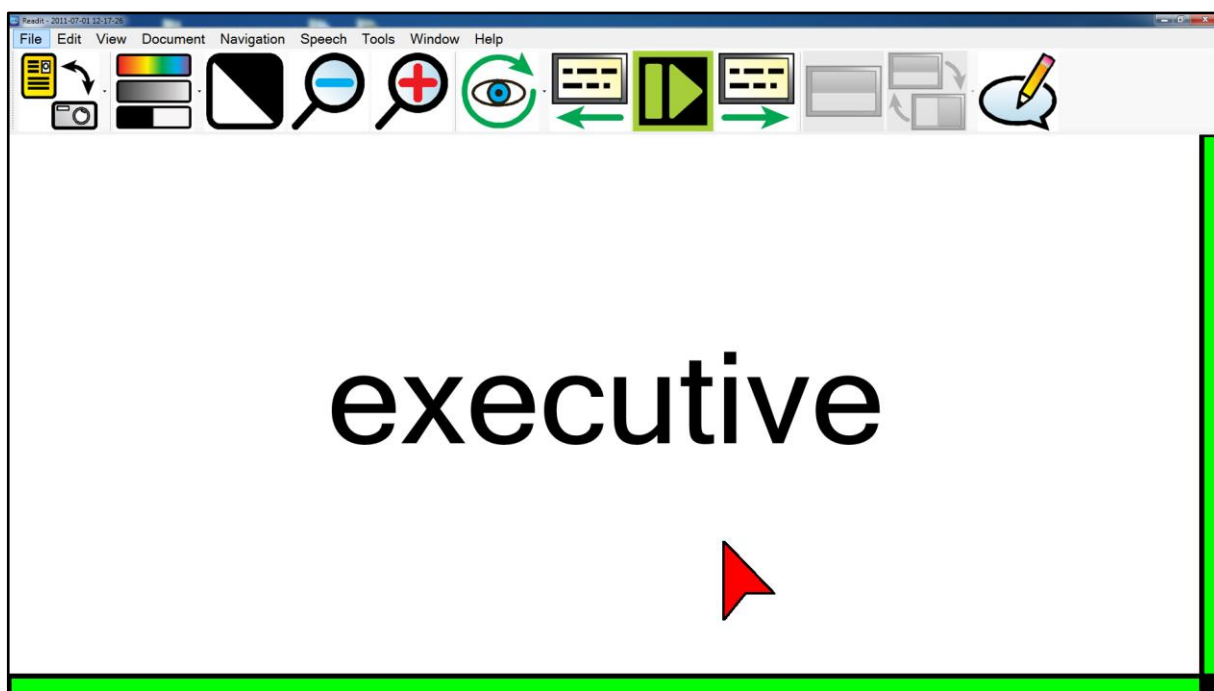 Readit - 2011-07-01 12-17-26
File Edit View Document Navigation Speech Tools Window Help
executive